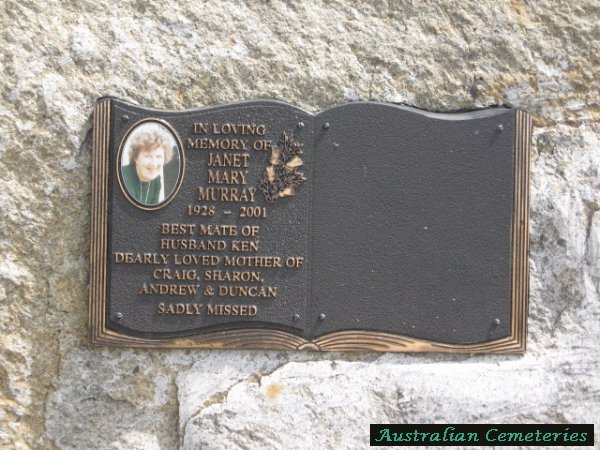 IN LOVING
MEMORY OF
JANET
MARY
MURRAY
1928 - 2001
BEST MATE OF
HUSBAND KEN
DEARLY LOVED MOTHER OF
CRAIG, SHARON,
ANDREW & DUNCAN
SADLY MISSED
Australian Cemeteries